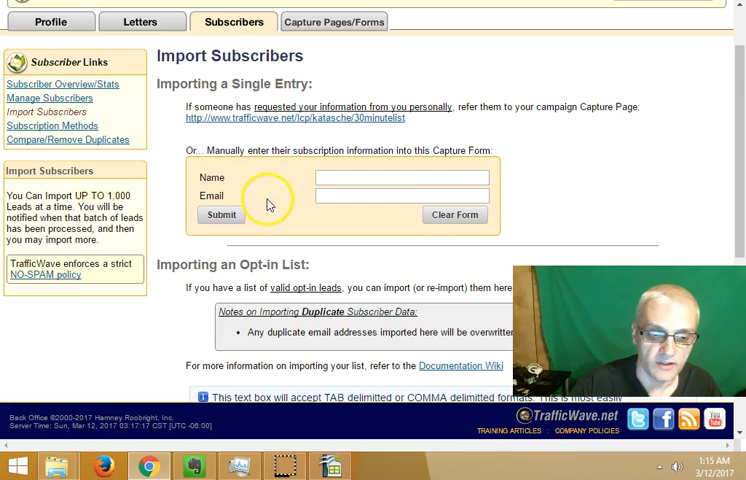 Profile
Letters
Subscribers
Capture Pages/Forms
Subscriber Links
Subscriber Overview/Stats
Manage Subscribers
Import Subscribers
Subscription Methods
Compare/Remove Duplicates
Import Subscribers
You Can Import UP TO 1,000
Leads at a time. You will be
notified when that batch of leads
has been processed, and then
you may import more.
TrafficWave enforces a strict
NO-SPAM policy
Import Subscribers
Importing a Single Entry:
If someone has requested your information from you personally, refer them to your campaign Capture Page:
http://www.trafficwave.net/lcp/katasche/30minutelist
Or... Manually enter their subscription information into this Capture Form:
Name
Email
Submit
Clear Form
Importing an Opt-in List:
If you have a list of valid opt-in leads, you can import (or re-import) them here
Notes on Importing Duplicate Subscriber Data:
• Any duplicate email addresses imported here will be overwritten
For more information on importing your list, refer to the Documentation Wiki
This text box will accept TAB delimited or COMMA delimited formats. This is most easily
Back Office ©2000-2017 Hamney Roobright, Inc.
Server Time: Sun, Mar 12, 2017 03:17:17 CST [UTC -06:00]
TrafficWave.net
TRAINING ARTICLES : COMPANY POLICIES
You
Tube
1:15 AM
3/12/2017